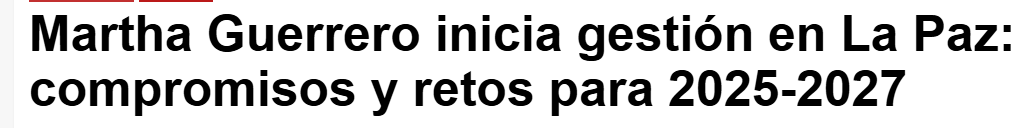 Martha Guerrero inicia gestión en La Paz:
compromisos y retos para 2025-2027